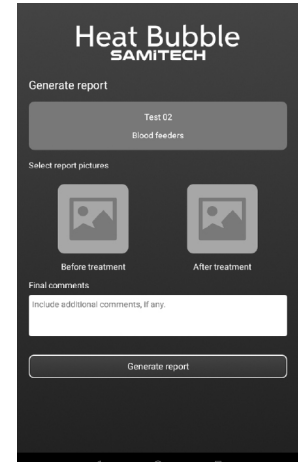 Heat Bubble
SAMiTECH
Generate report
Test 02
Blood feeders
Select report pictures
Before treatment
After treatment
Final comments
Include additional comments, if any.
Generate report